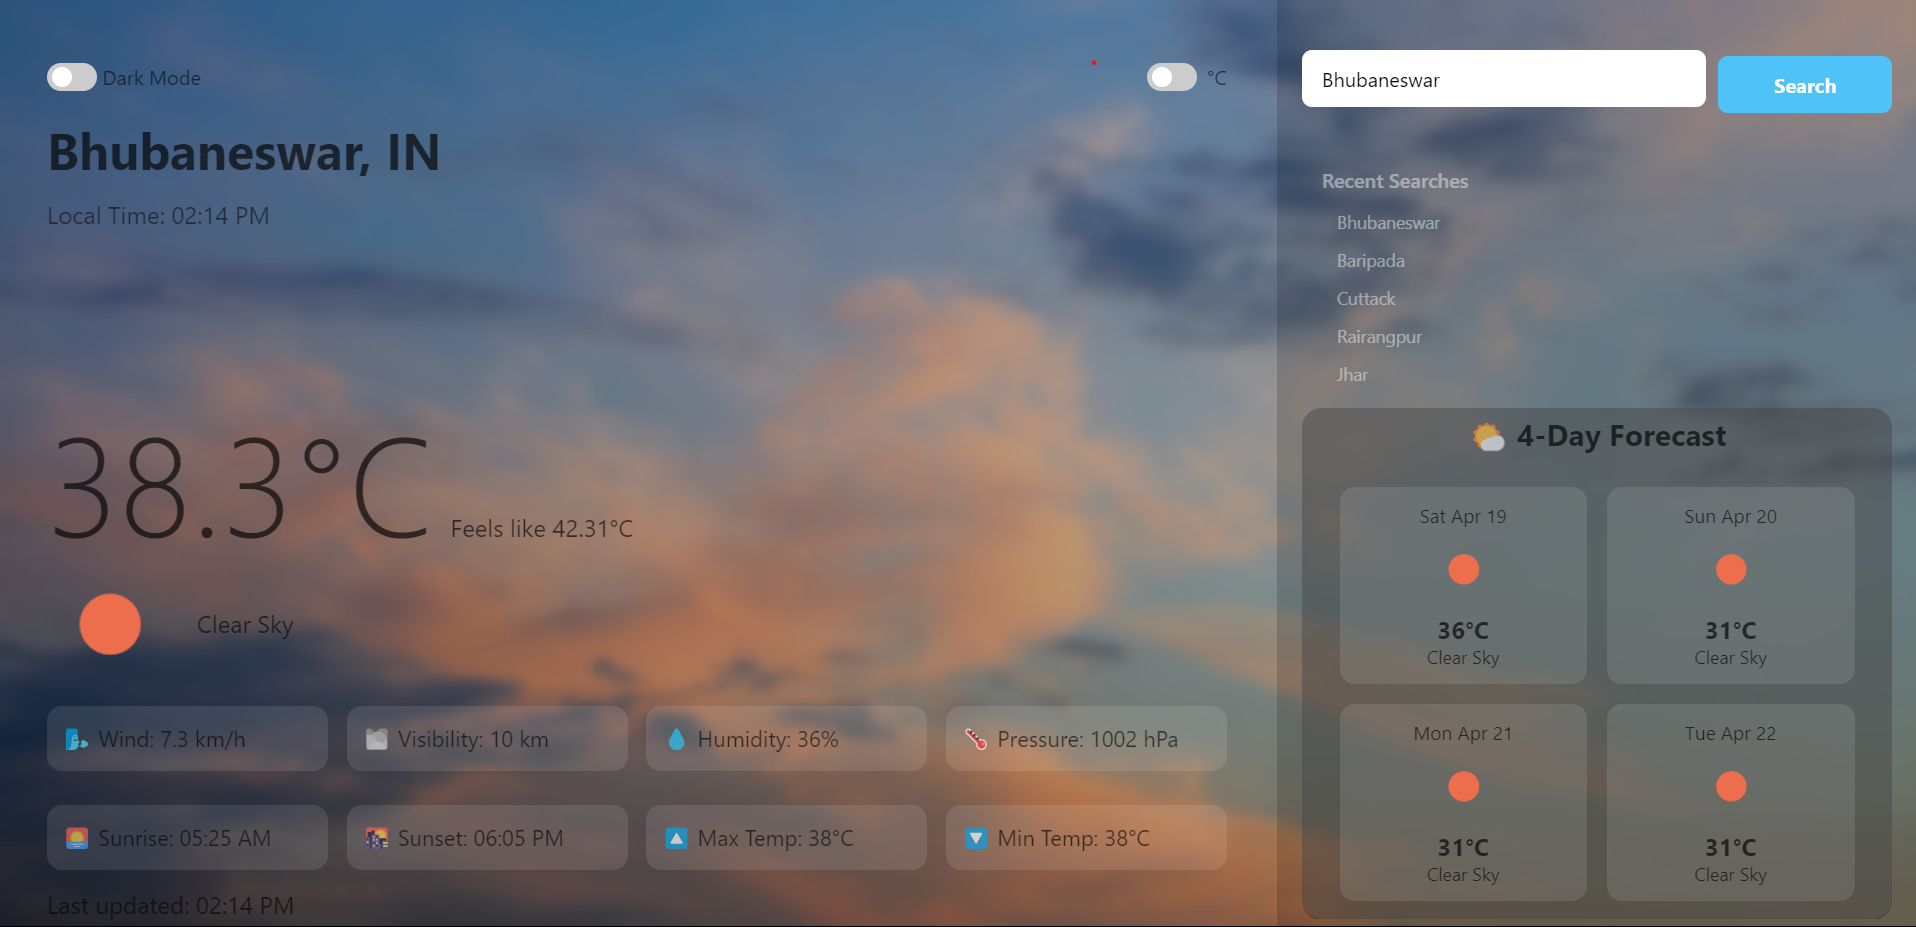 Dark Mode
°C
Bhubaneswar, IN
Local Time: 02:14 PM
38.3°C Feels like 42.31°C
Clear Sky
Wind: 7.3 km/h
Visibility: 10 km
Humidity: 36%
Pressure: 1002 hPa
Sunrise: 05:25 AM
Sunset: 06:05 PM
Max Temp: 38°C
Min Temp: 38°C
Last updated: 02:14 PM
Bhubaneswar
Search
Recent Searches
Bhubaneswar
Baripada
Cuttack
Rairangpur
Jhar
4-Day Forecast
Sat Apr 19
36°C
Clear Sky
Sun Apr 20
31°C
Clear Sky
Mon Apr 21
31°C
Clear Sky
Tue Apr 22
31°C
Clear Sky